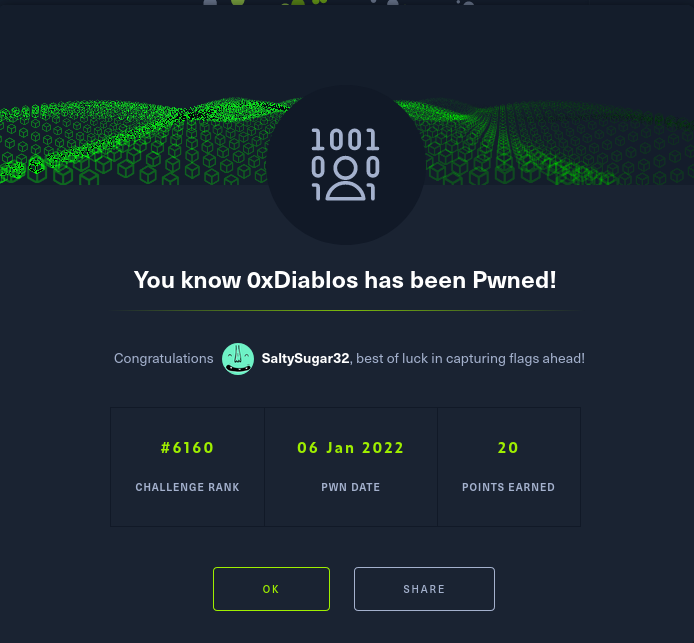 1001
0 0
1 1
You know 0xDiablos has been Pwned!
Congratulations SaltySugar32, best of luck in capturing flags ahead!
#6160 06 Jan 2022 20
CHALLENGE RANK PWN DATE POINTS EARNED
OK SHARE